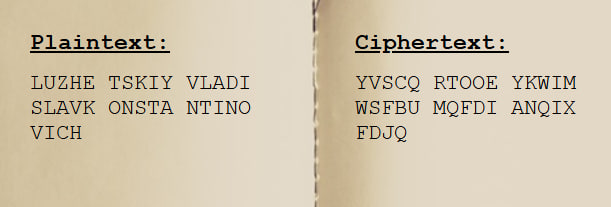 Plaintext: Ciphertext:
LUZHE TSKIY VLADI YVSCQ RTOOE YKWIM
SLAVK ONSTA NTINO WSFBU MQFDI ANQIX
VICH FDJQ